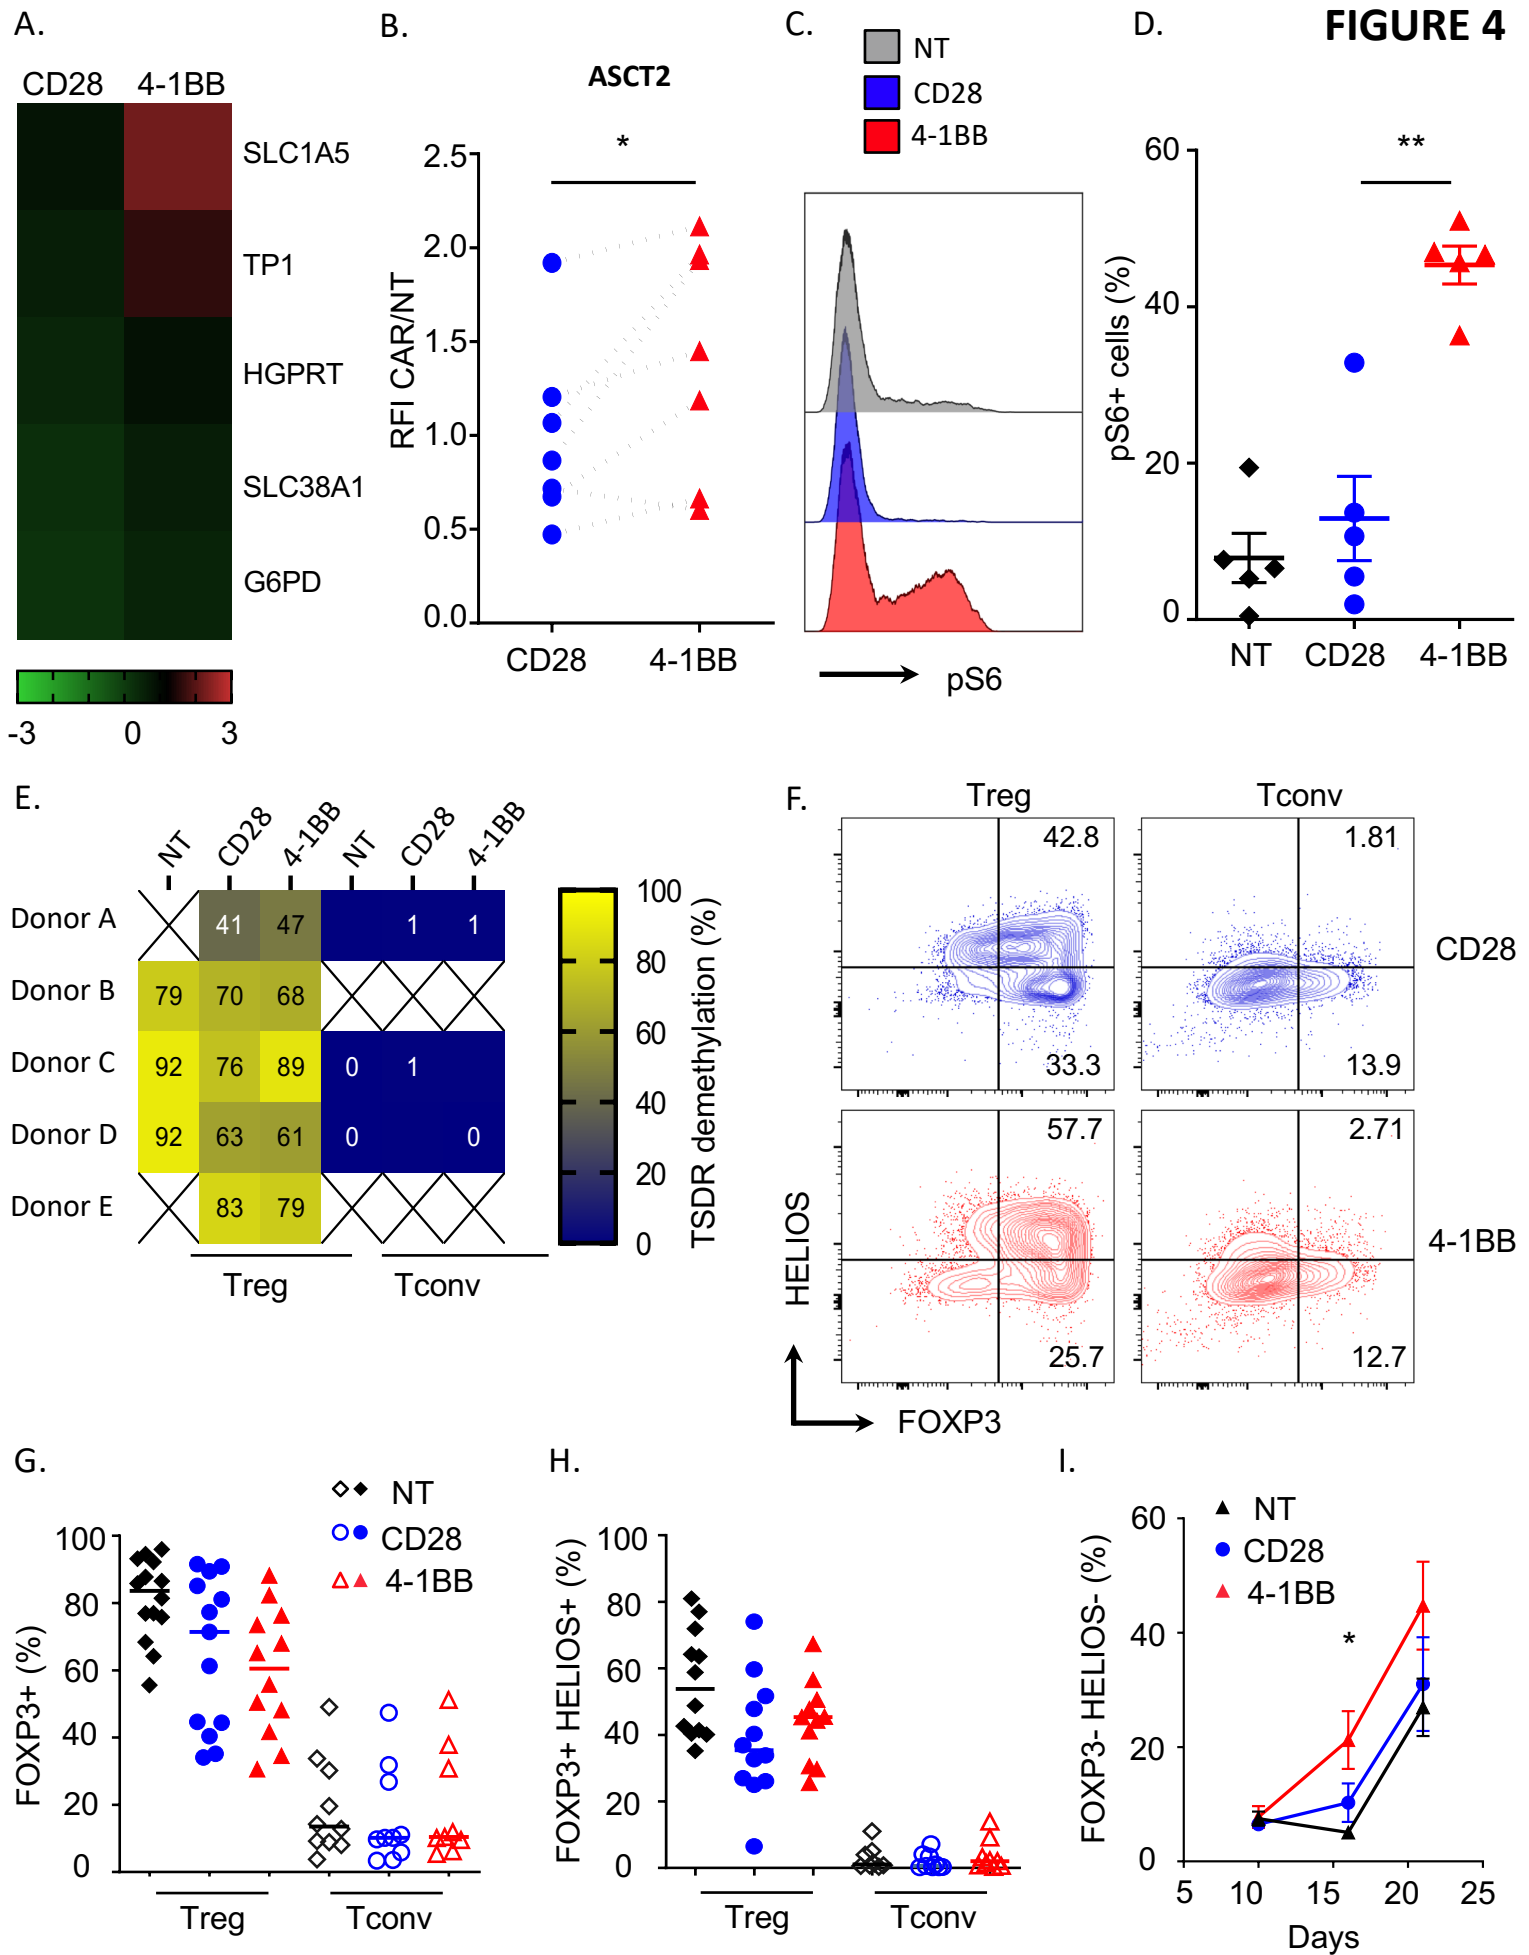 FIGURE 4
A.
CD28 4-1BB
SLC1A5
TP1
HGPRT
SLC38A1
G6PD
-3 0 3
B.
ASCT2
*
RFI CAR/NT
2.5
2.0
1.5
1.0
0.5
0.0
CD28 4-1BB
C.
NT
CD28
4-1BB
pS6
D.
**
pS6+ cells (%)
60
40
20
0
NT CD28 4-1BB
E.
NT CD28 4-1BB NT CD28 4-1BB
Donor A 41 47 1 1
Donor B 79 70 68
Donor C 92 76 89 0 1
Donor D 92 63 61 0 0
Donor E 83 79
Treg Tconv
100
80
60
40
20
0
TSDR demethylation (%)
F.
Treg Tconv
42.8 1.81
CD28
33.3 13.9
57.7 2.71
4-1BB
25.7 12.7
HELIOS
FOXP3
G.
NT
CD28
4-1BB
FOXP3+ (%)
100
80
60
40
20
0
Treg Tconv
H.
FOXP3+ HELIOS+ (%)
100
80
60
40
20
0
Treg Tconv
I.
NT
CD28
4-1BB
*
FOXP3- HELIOS- (%)
60
40
20
0
5 10 15 20 25
Days